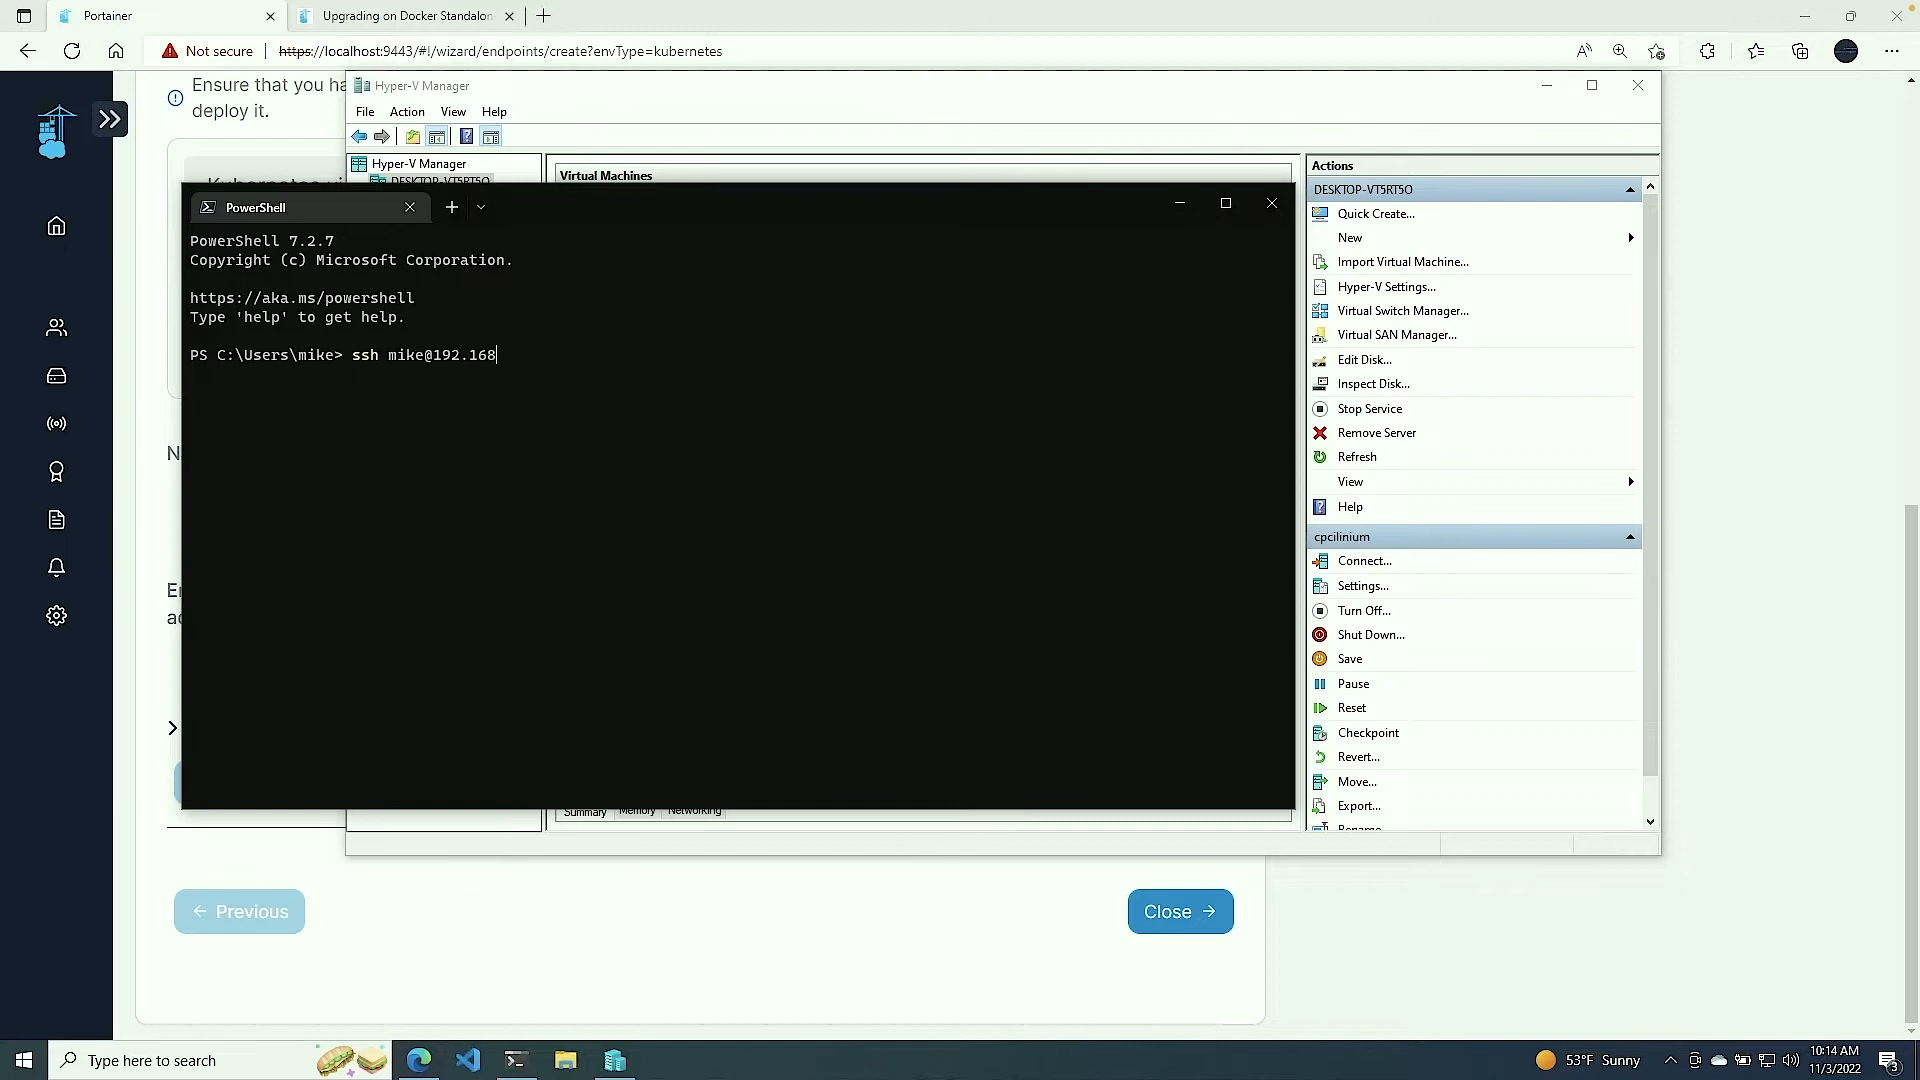 Portainer
Upgrading on Docker Standalon
Not secure
https://localhost:9443/#!/wizard/endpoints/create?envType=kubernetes
Ensure that you ha
deploy it.
Hyper-V Manager
File Action View Help
Hyper-V Manager
DESKTOP-VT5RT5O
Virtual Machines
PowerShell
PowerShell 7.2.7
Copyright (c) Microsoft Corporation.
https://aka.ms/powershell
Type 'help' to get help.
PS C:\Users\mike> ssh mike@192.168
Summary Memory Networking
Actions
DESKTOP-VT5RT5O
Quick Create...
New
Import Virtual Machine...
Hyper-V Settings...
Virtual Switch Manager...
Virtual SAN Manager...
Edit Disk...
Inspect Disk...
Stop Service
Remove Server
Refresh
View
Help
cpcilinium
Connect...
Settings...
Turn Off...
Shut Down...
Save
Pause
Reset
Checkpoint
Revert...
Move...
Export...
Rename...
Previous
Close
Type here to search
53°F Sunny
10:14 AM
11/3/2022
3